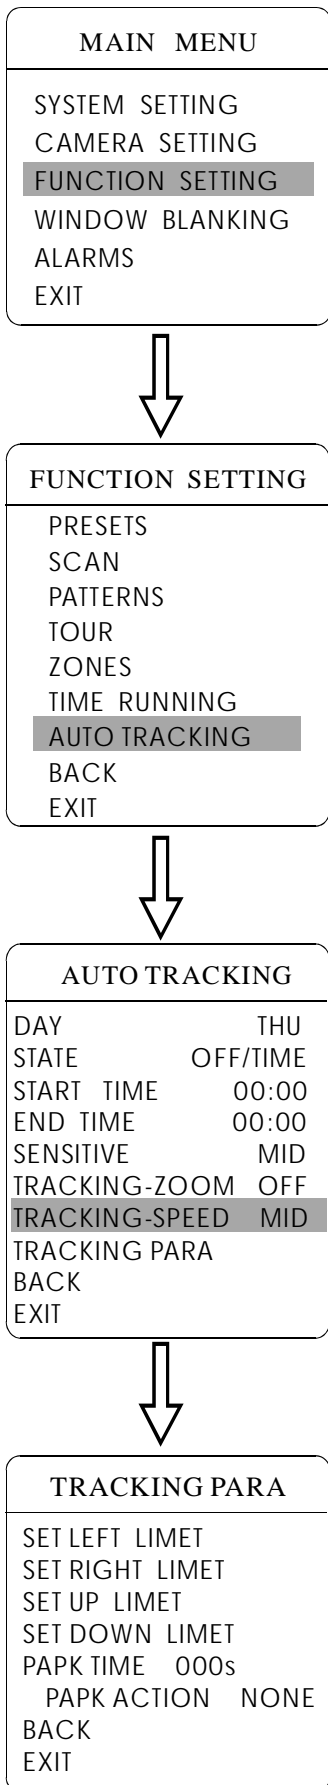 MAIN MENU
SYSTEM SETTING
CAMERA SETTING
FUNCTION SETTING
WINDOW BLANKING
ALARMS
EXIT
FUNCTION SETTING
PRESETS
SCAN
PATTERNS
TOUR
ZONES
TIME RUNNING
AUTO TRACKING
BACK
EXIT
AUTO TRACKING
DAY THU
STATE OFF/TIME
START TIME 00:00
END TIME 00:00
SENSITIVE MID
TRACKING-ZOOM OFF
TRACKING-SPEED MID
TRACKING PARA
BACK
EXIT
TRACKING PARA
SET LEFT LIMET
SET RIGHT LIMET
SET UP LIMET
SET DOWN LIMET
PAPK TIME 000s
PAPK ACTION NONE
BACK
EXIT